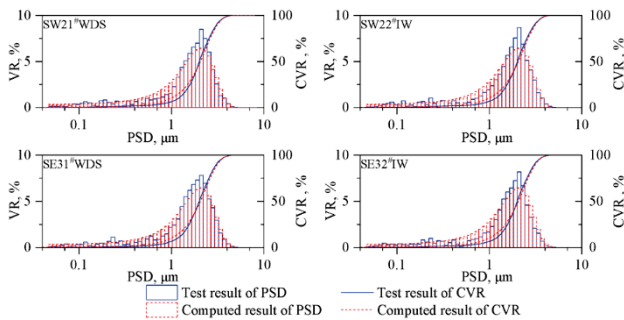 SW21#WDS
VR, %
10
5
0
100
50
0
CVR, %
0.1 1 10
PSD, μm
SW22#IW
VR, %
10
5
0
100
50
0
CVR, %
0.1 1 10
PSD, μm
SE31#WDS
VR, %
10
5
0
100
50
0
CVR, %
0.1 1 10
PSD, μm
SE32#IW
VR, %
10
5
0
100
50
0
CVR, %
0.1 1 10
PSD, μm
Test result of PSD Test result of CVR
Computed result of PSD Computed result of CVR